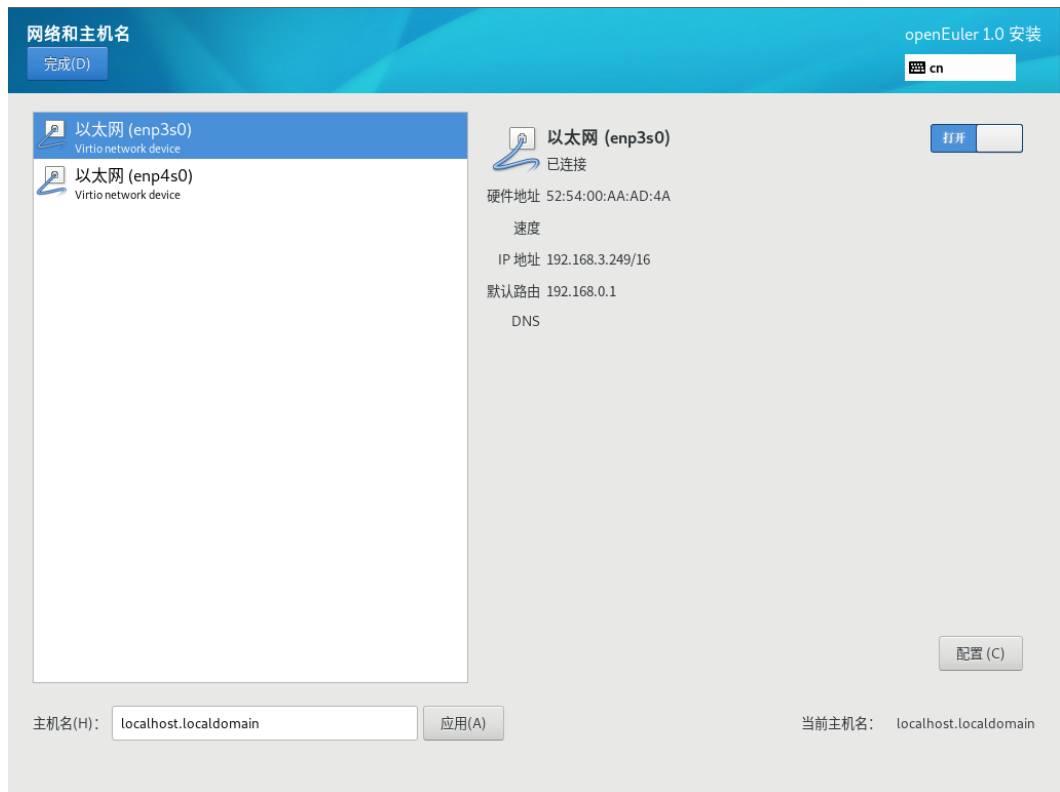 网络和主机名
完成(D)
openEuler 1.0 安装
cn
以太网 (enp3s0)
Virtio network device
以太网 (enp4s0)
Virtio network device
以太网 (enp3s0)
已连接
打开
硬件地址 52:54:00:AA:AD:4A
速度
IP 地址 192.168.3.249/16
默认路由 192.168.0.1
DNS
配置 (C)
主机名(H)： localhost.localdomain 应用(A) 当前主机名： localhost.localdomain